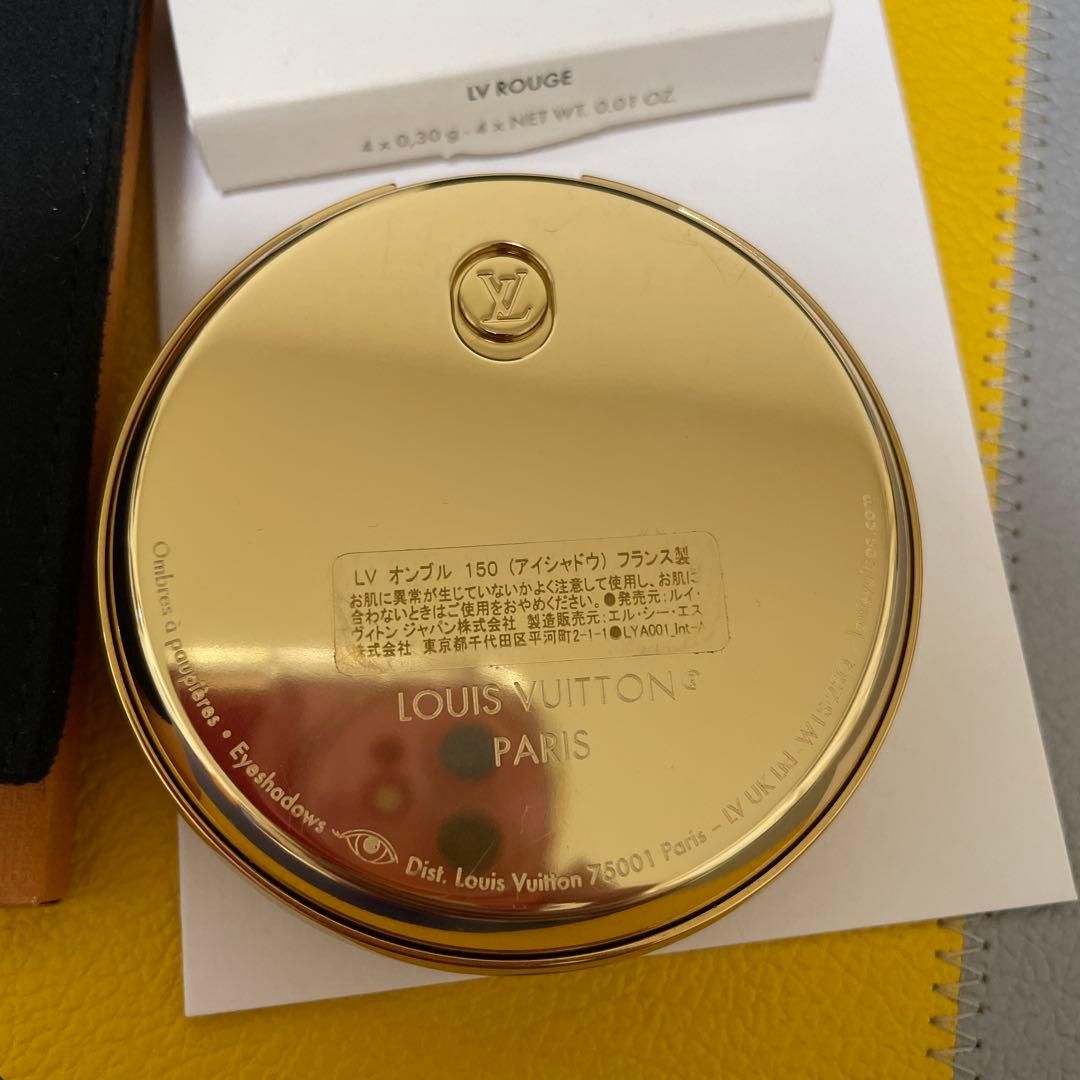 LV ROUGE
4 x 0,30 g - 4 x NET WT. 0.01 OZ.
LV
LV オンブル 150 (アイシャドウ) フランス製
お肌に異常が生じていないかよく注意して使用し、お肌に
合わないときはご使用をおやめください。●発売元:ルイ・
ヴィトン ジャパン株式会社 製造販売元:エル・シー・エス
株式会社 東京都千代田区平河町2-1-1●LYA001_Int-A
LOUIS VUITTON
PARIS
Ombres à paupières • Eyeshadows
Dist. Louis Vuitton 75001 Paris – LV UK Ltd - W1S